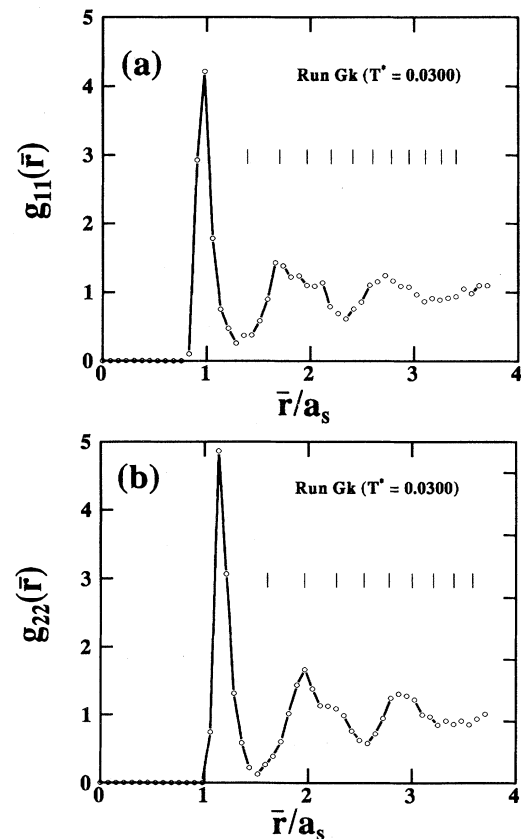 5
(a)
Run Gk (T* = 0.0300)
4
3
g11(r̄)
2
1
0
0 1 2 3 4
r̄/as
5
(b)
Run Gk (T* = 0.0300)
4
3
g22(r̄)
2
1
0
0 1 2 3 4
r̄/as